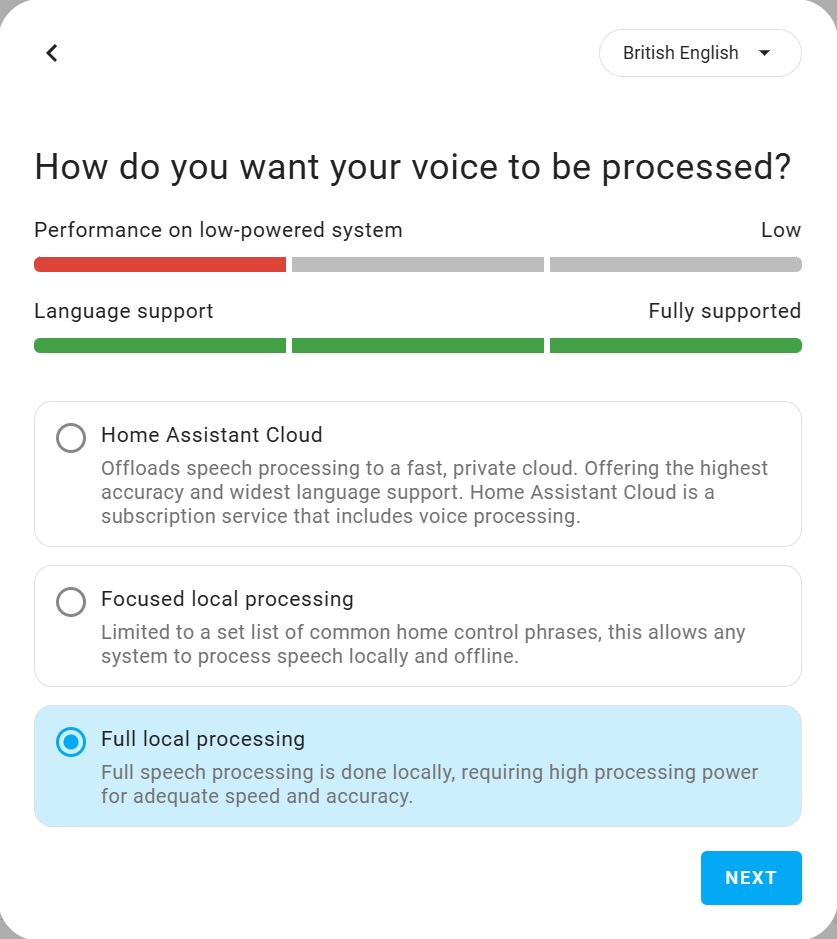 British English
How do you want your voice to be processed?
Performance on low-powered system Low
Language support Fully supported
Home Assistant Cloud
Offloads speech processing to a fast, private cloud. Offering the highest
accuracy and widest language support. Home Assistant Cloud is a
subscription service that includes voice processing.
Focused local processing
Limited to a set list of common home control phrases, this allows any
system to process speech locally and offline.
Full local processing
Full speech processing is done locally, requiring high processing power
for adequate speed and accuracy.
NEXT